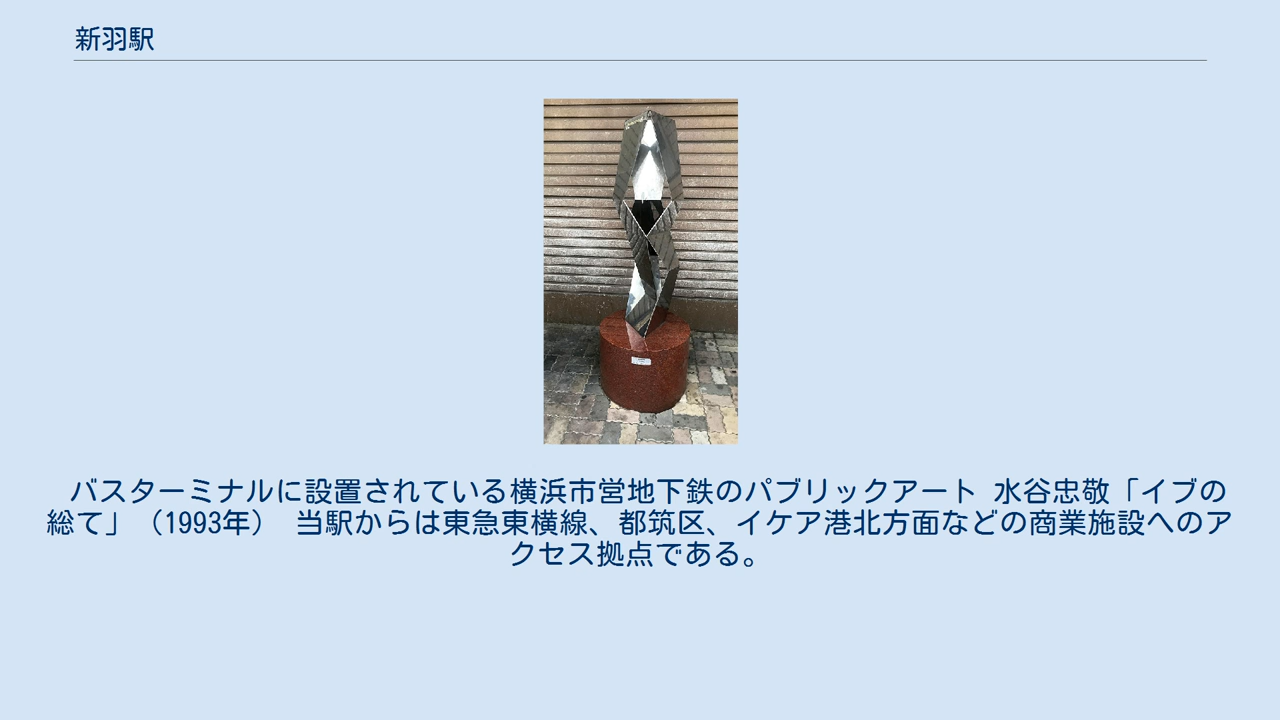 新羽駅
バスターミナルに設置されている横浜市営地下鉄のパブリックアート 水谷忠敬「イブの
総て」（1993年） 当駅からは東急東横線、都筑区、イケア港北方面などの商業施設へのア
クセス拠点である。